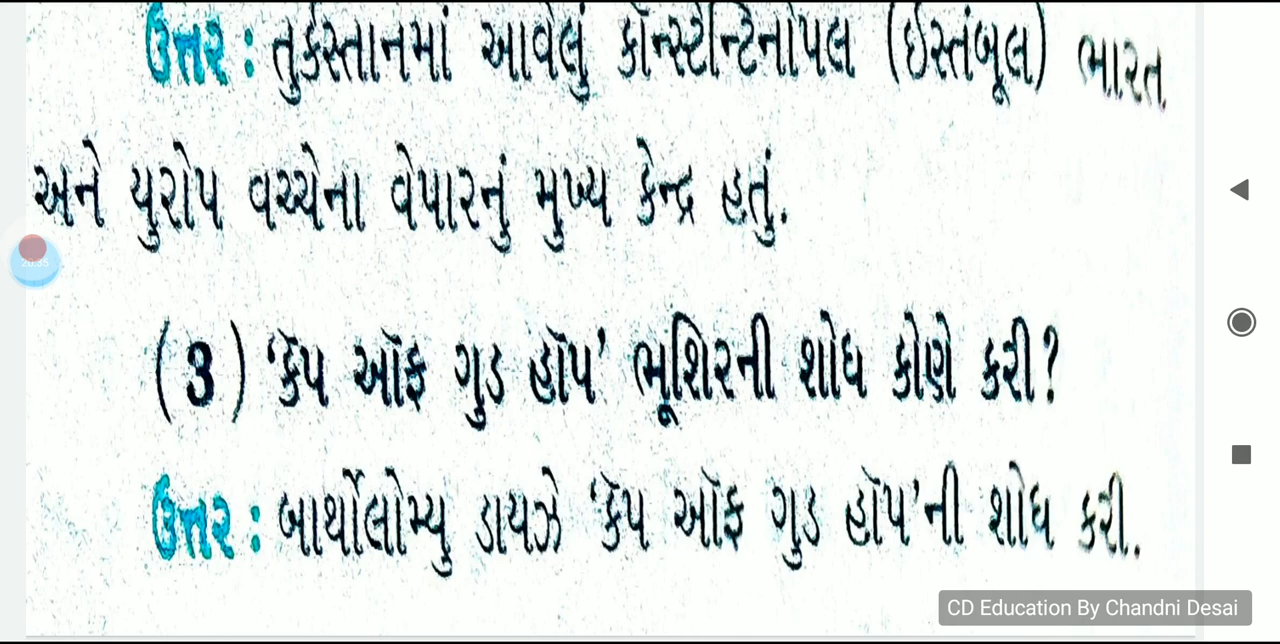 ઉત્તર : તુર્કસ્તાનમાં આવેલું કૉન્સ્ટેન્ટિનોપલ (ઇસ્તંબૂલ) ભારત
અને યુરોપ વચ્ચેના વેપારનું મુખ્ય કેન્દ્ર હતું.
(3) ‘કૅપ ઑફ ગુડ હૉપ’ ભૂશિરની શોધ કોણે કરી?
ઉત્તર : બાર્થોલોમ્યુ ડાયઝે ‘કૅપ ઑફ ગુડ હૉપ’ની શોધ કરી.
CD Education By Chandni Desai